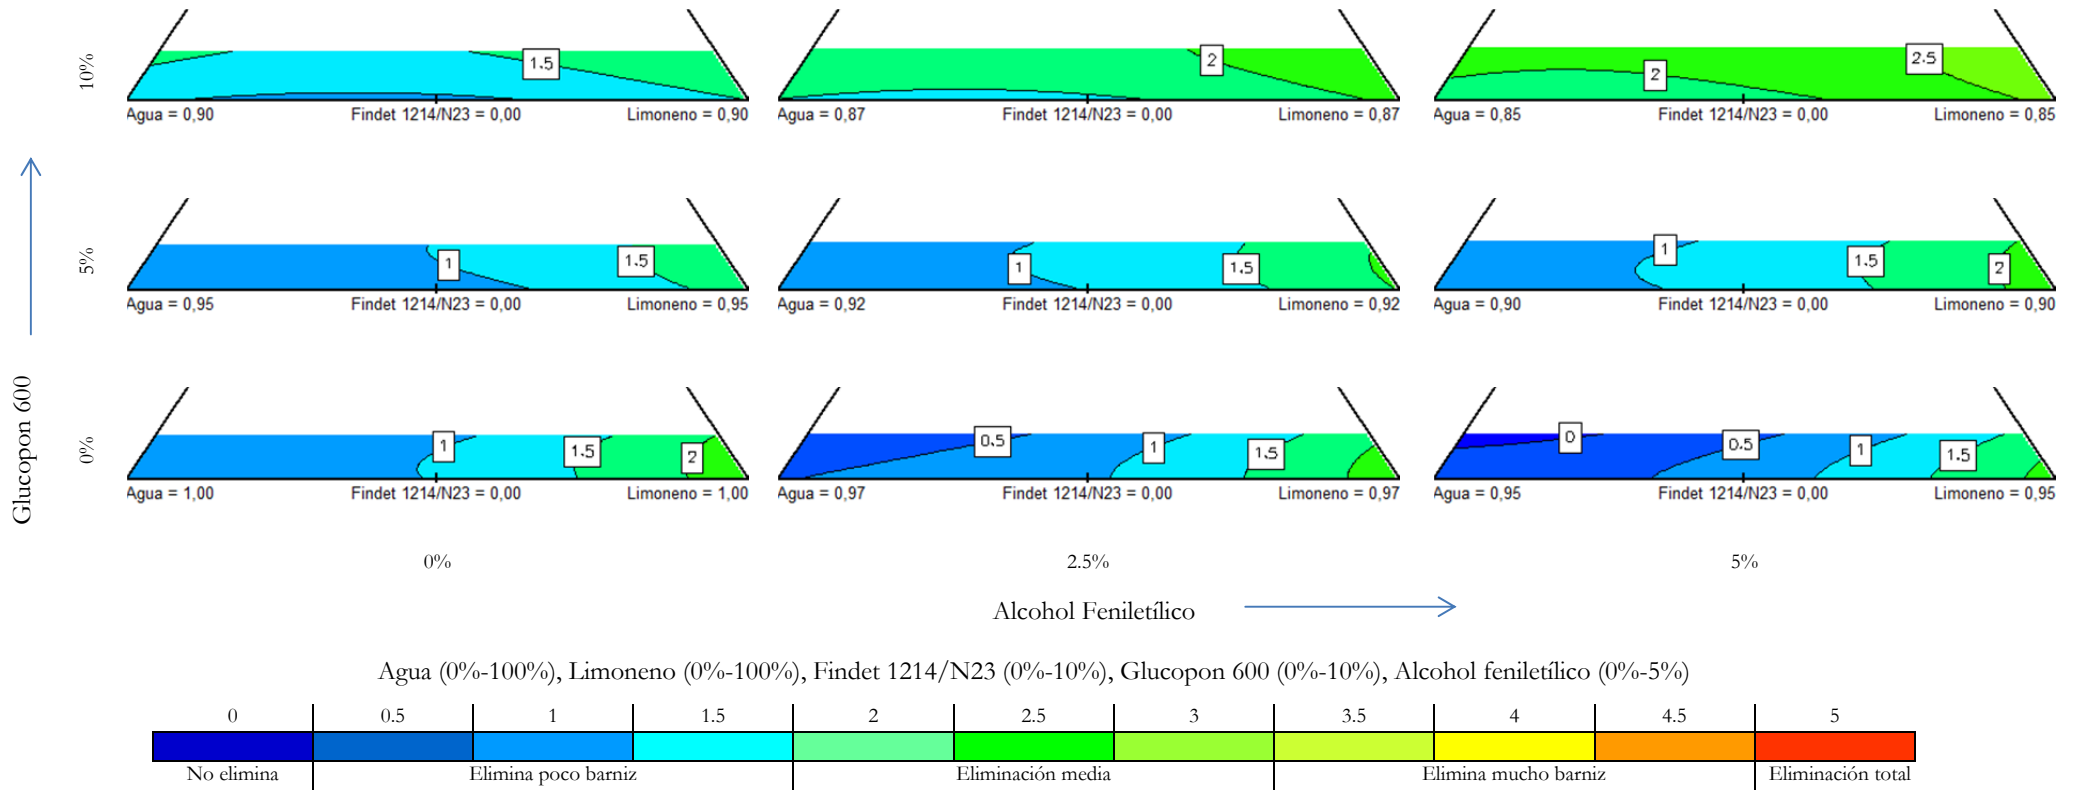 10%
1.5
Agua = 0,90 Findet 1214/N23 = 0,00 Limoneno = 0,90
2
Agua = 0,87 Findet 1214/N23 = 0,00 Limoneno = 0,87
2 2.5
Agua = 0,85 Findet 1214/N23 = 0,00 Limoneno = 0,85
5%
1 1.5
Agua = 0,95 Findet 1214/N23 = 0,00 Limoneno = 0,95
1 1.5
Agua = 0,92 Findet 1214/N23 = 0,00 Limoneno = 0,92
1 1.5 2
Agua = 0,90 Findet 1214/N23 = 0,00 Limoneno = 0,90
Glucopon 600
0%
1 1.5 2
Agua = 1,00 Findet 1214/N23 = 0,00 Limoneno = 1,00
0.5 1 1.5
Agua = 0,97 Findet 1214/N23 = 0,00 Limoneno = 0,97
0 0.5 1 1.5
Agua = 0,95 Findet 1214/N23 = 0,00 Limoneno = 0,95
0% 2.5% 5%
Alcohol Feniletílico
Agua (0%-100%), Limoneno (0%-100%), Findet 1214/N23 (0%-10%), Glucopon 600 (0%-10%), Alcohol feniletílico (0%-5%)
0 0.5 1 1.5 2 2.5 3 3.5 4 4.5 5
No elimina Elimina poco barniz Eliminación media Elimina mucho barniz Eliminación total